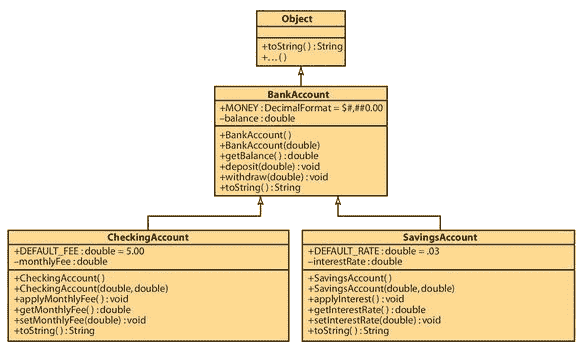 Object
+toString() : String
+...()
BankAccount
+MONEY : DecimalFormat = $#,##0.00
–balance : double
+BankAccount()
+BankAccount(double)
+getBalance() : double
+deposit(double) : void
+withdraw(double) : void
+toString() : String
CheckingAccount
+DEFAULT_FEE : double = 5.00
–monthlyFee : double
+CheckingAccount()
+CheckingAccount(double, double)
+applyMonthlyFee() : void
+getMonthlyFee() : double
+setMonthlyFee(double) : void
+toString() : String
SavingsAccount
+DEFAULT_RATE : double = .03
–interestRate : double
+SavingsAccount()
+SavingsAccount(double, double)
+applyInterest() : void
+getInterestRate() : double
+setInterestRate(double) : void
+toString() : String